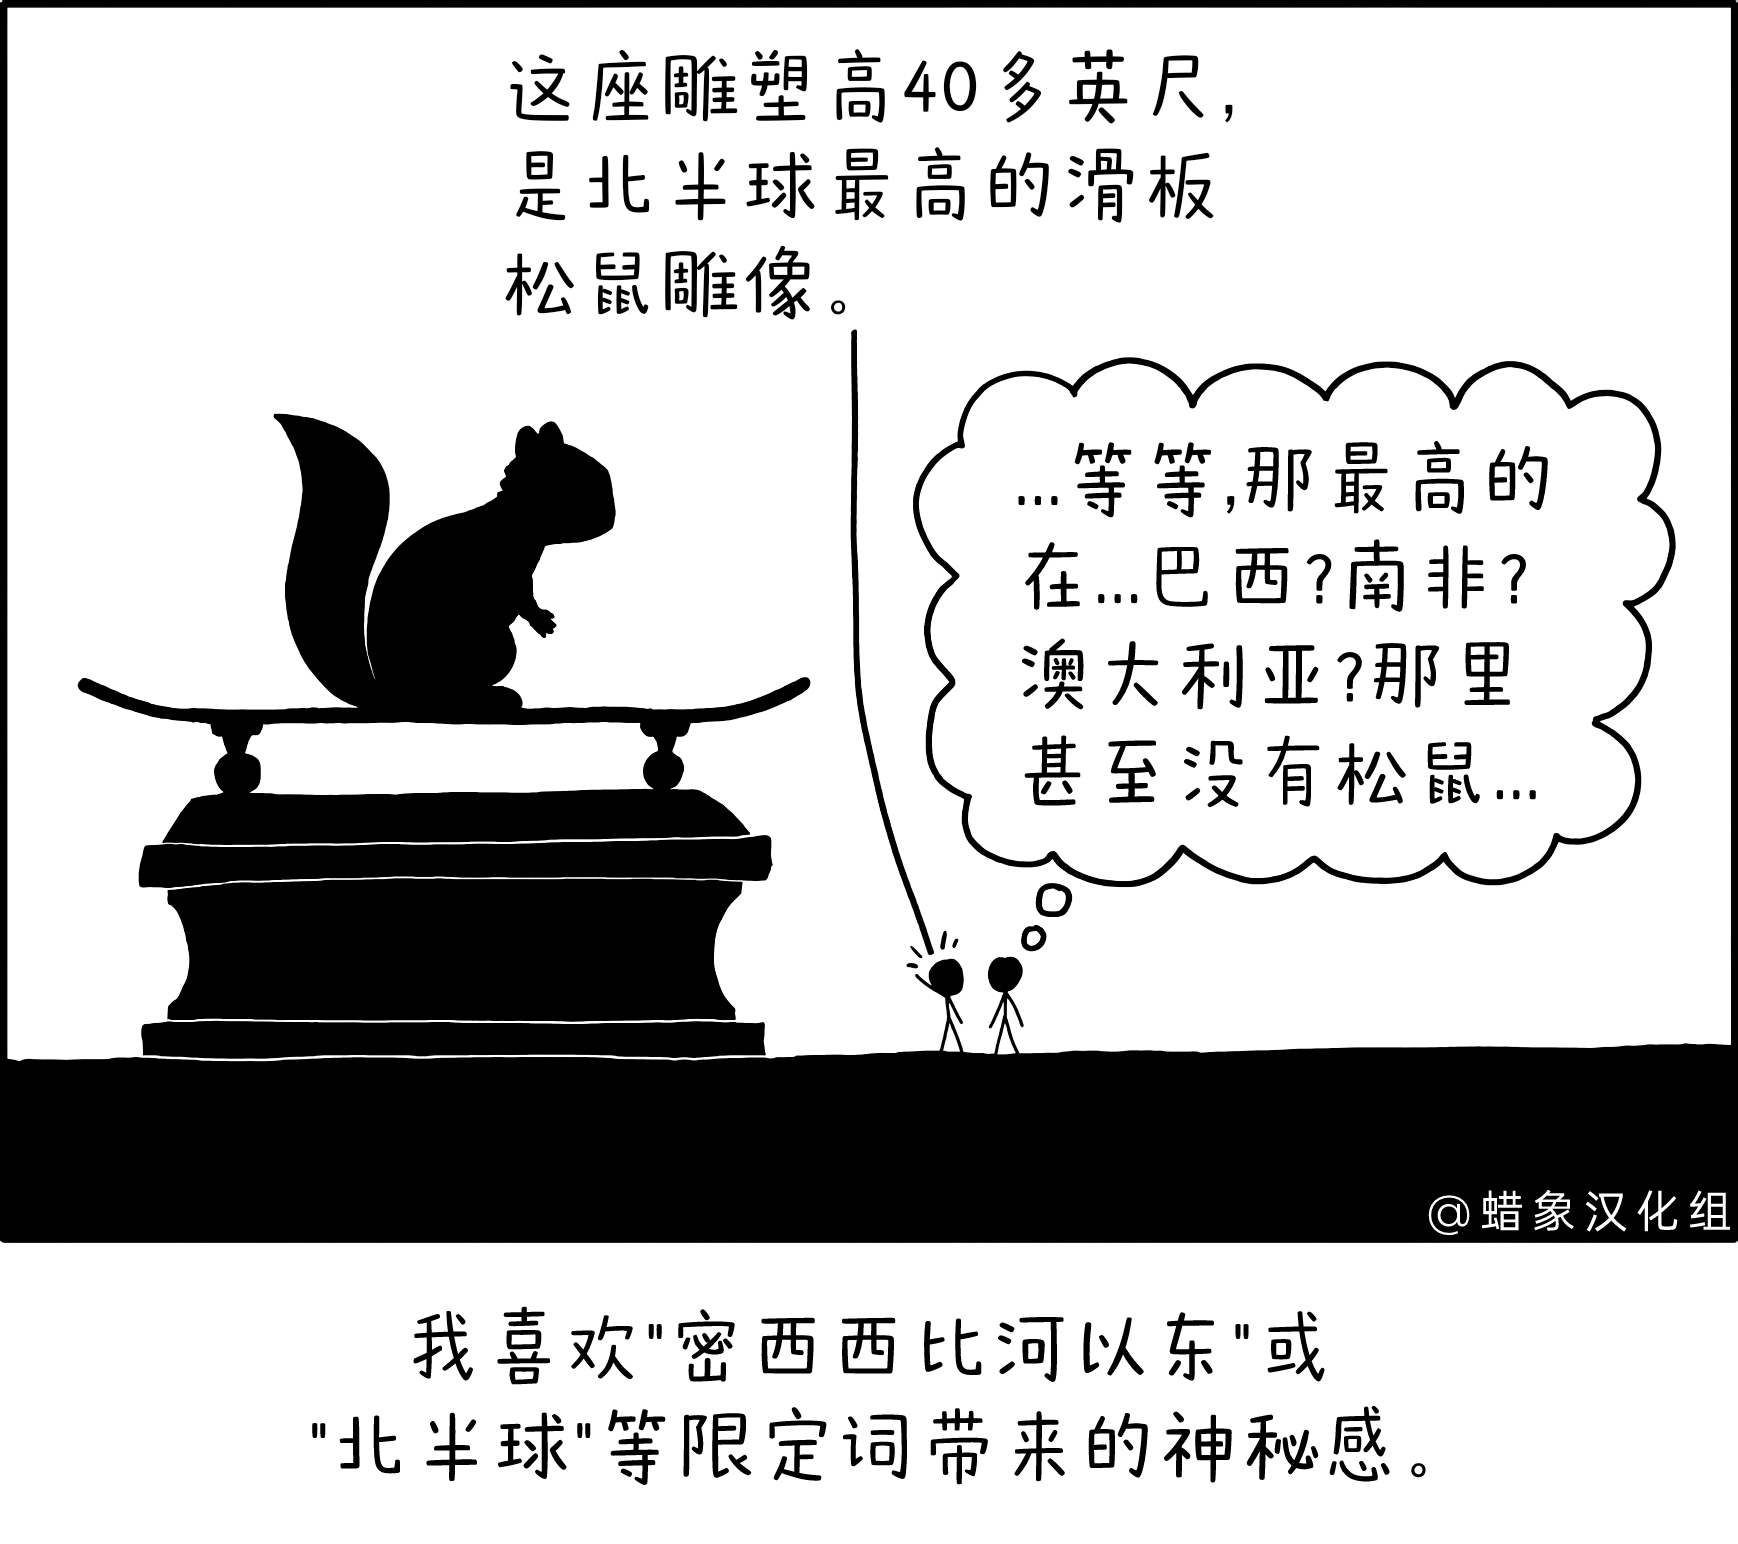 这座雕塑高40多英尺,
是北半球最高的滑板
松鼠雕像。
...等等,那最高的
在...巴西?南非?
澳大利亚?那里
甚至没有松鼠...
@蜡象汉化组
我喜欢"密西西比河以东"或
"北半球"等限定词带来的神秘感。